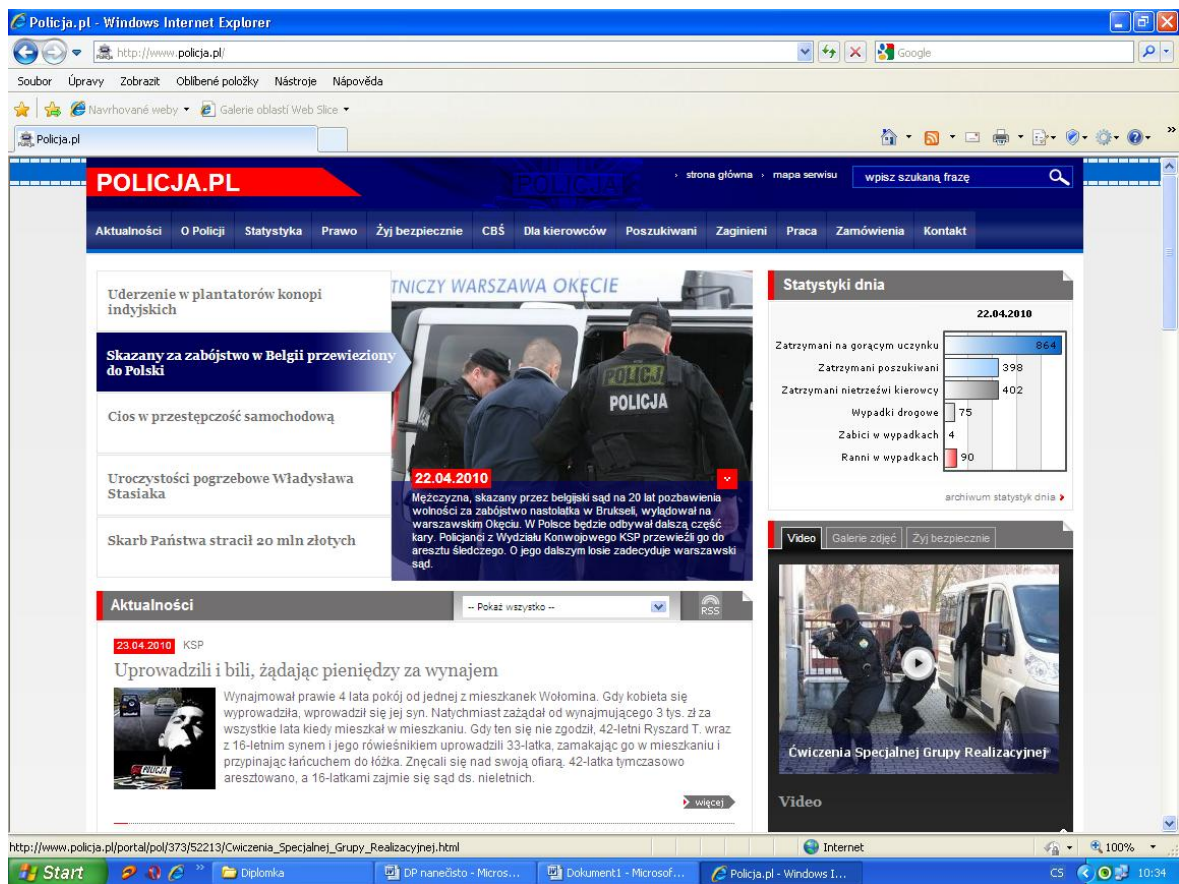 Policja.pl - Windows Internet Explorer
http://www.policja.pl/
Google
Soubor Úpravy Zobrazit Oblíbené položky Nástroje Nápověda
Navrhované weby Galerie oblastí Web Slice
Policja.pl
POLICJA.PL
POLICJA
strona główna mapa serwisu wpisz szukaną frazę
Aktualności O Policji Statystyka Prawo Żyj bezpiecznie CBŚ Dla kierowców Poszukiwani Zaginieni Praca Zamówienia Kontakt
Uderzenie w plantatorów konopi
indyjskich
Skazany za zabójstwo w Belgii przewieziony
do Polski
Cios w przestępczość samochodową
Uroczystości pogrzebowe Władysława
Stasiaka
Skarb Państwa stracił 20 mln złotych
TNICZY WARSZAWA OKĘCIE
POLICJA
POLICJA
22.04.2010
Mężczyzna, skazany przez belgijski sąd na 20 lat pozbawienia
wolności za zabójstwo nastolatka w Brukseli, wylądował na
warszawskim Okęciu. W Polsce będzie odbywał dalszą część
kary. Policjanci z Wydziału Konwojowego KSP przewieźli go do
aresztu śledczego. O jego dalszym losie zadecyduje warszawski
sąd.
Statystyki dnia
22.04.2010
Zatrzymani na gorącym uczynku 864
Zatrzymani poszukiwani 398
Zatrzymani nietrzeźwi kierowcy 402
Wypadki drogowe 75
Zabici w wypadkach 4
Ranni w wypadkach 90
archiwum statystyk dnia
Video Galerie zdjęć Żyj bezpiecznie
Ćwiczenia Specjalnej Grupy Realizacyjnej
Video
Aktualności
-- Pokaż wszystko --
RSS
23.04.2010 KSP
Uprowadzili i bili, żądając pieniędzy za wynajem
Wynajmował prawie 4 lata pokój od jednej z mieszkanek Wołomina. Gdy kobieta się
wyprowadziła, wprowadził się jej syn. Natychmiast zażądał od wynajmującego 3 tys. zł za
wszystkie lata kiedy mieszkał w mieszkaniu. Gdy ten się nie zgodził, 42-letni Ryszard T. wraz
z 16-letnim synem i jego rówieśnikiem uprowadzili 33-latka, zamakając go w mieszkaniu i
przypinając łańcuchem do łóżka. Znęcali się nad swoją ofiarą. 42-latka tymczasowo
aresztowano, a 16-latkami zajmie się sąd ds. nieletnich.
POLICJA
więcej
http://www.policja.pl/portal/pol/373/52213/Cwiczenia_Specjalnej_Grupy_Realizacyjnej.html
Internet
100%
Start
Diplomka
DP nanečisto - Micros...
Dokument1 - Microsof...
Policja.pl - Windows I...
CS
10:34